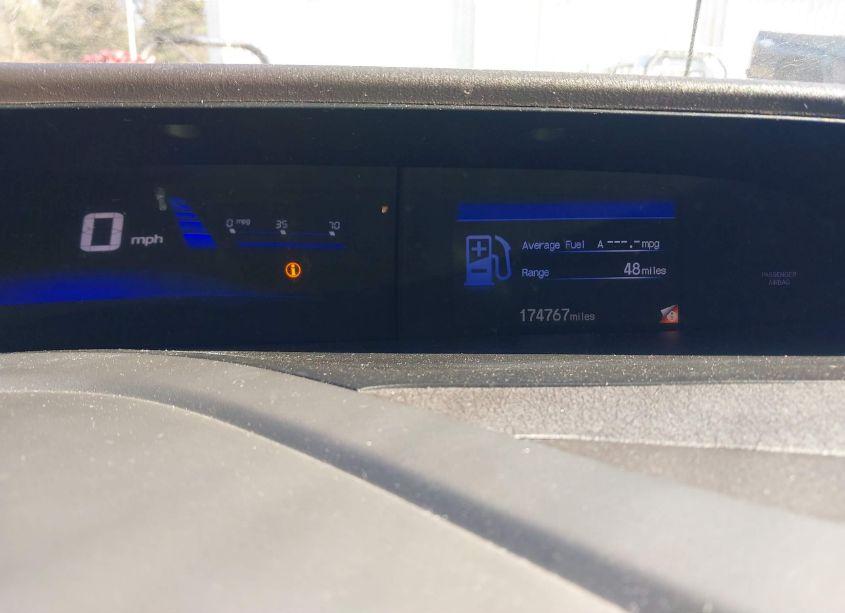 0 mph
0 mpg 35 70
Average Fuel A ---.- mpg
Range 48 miles
174767 miles
PASSENGER
AIRBAG